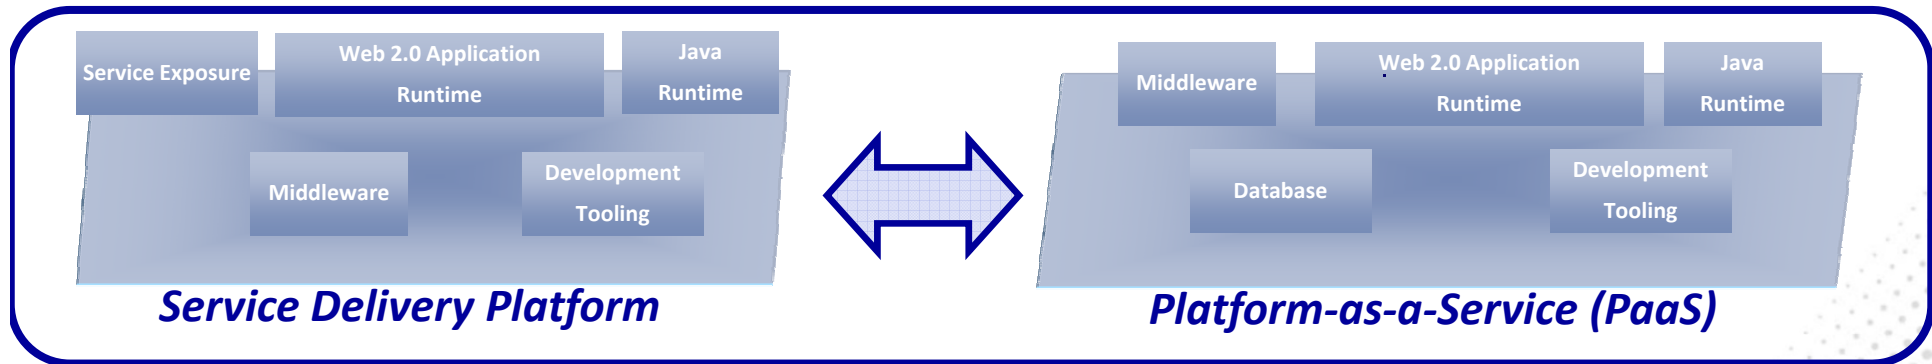 Service Exposure
Web 2.0 Application
Runtime
Java
Runtime
Middleware
Development
Tooling
Service Delivery Platform
Middleware
Web 2.0 Application
Runtime
Java
Runtime
Database
Development
Tooling
Platform-as-a-Service (PaaS)